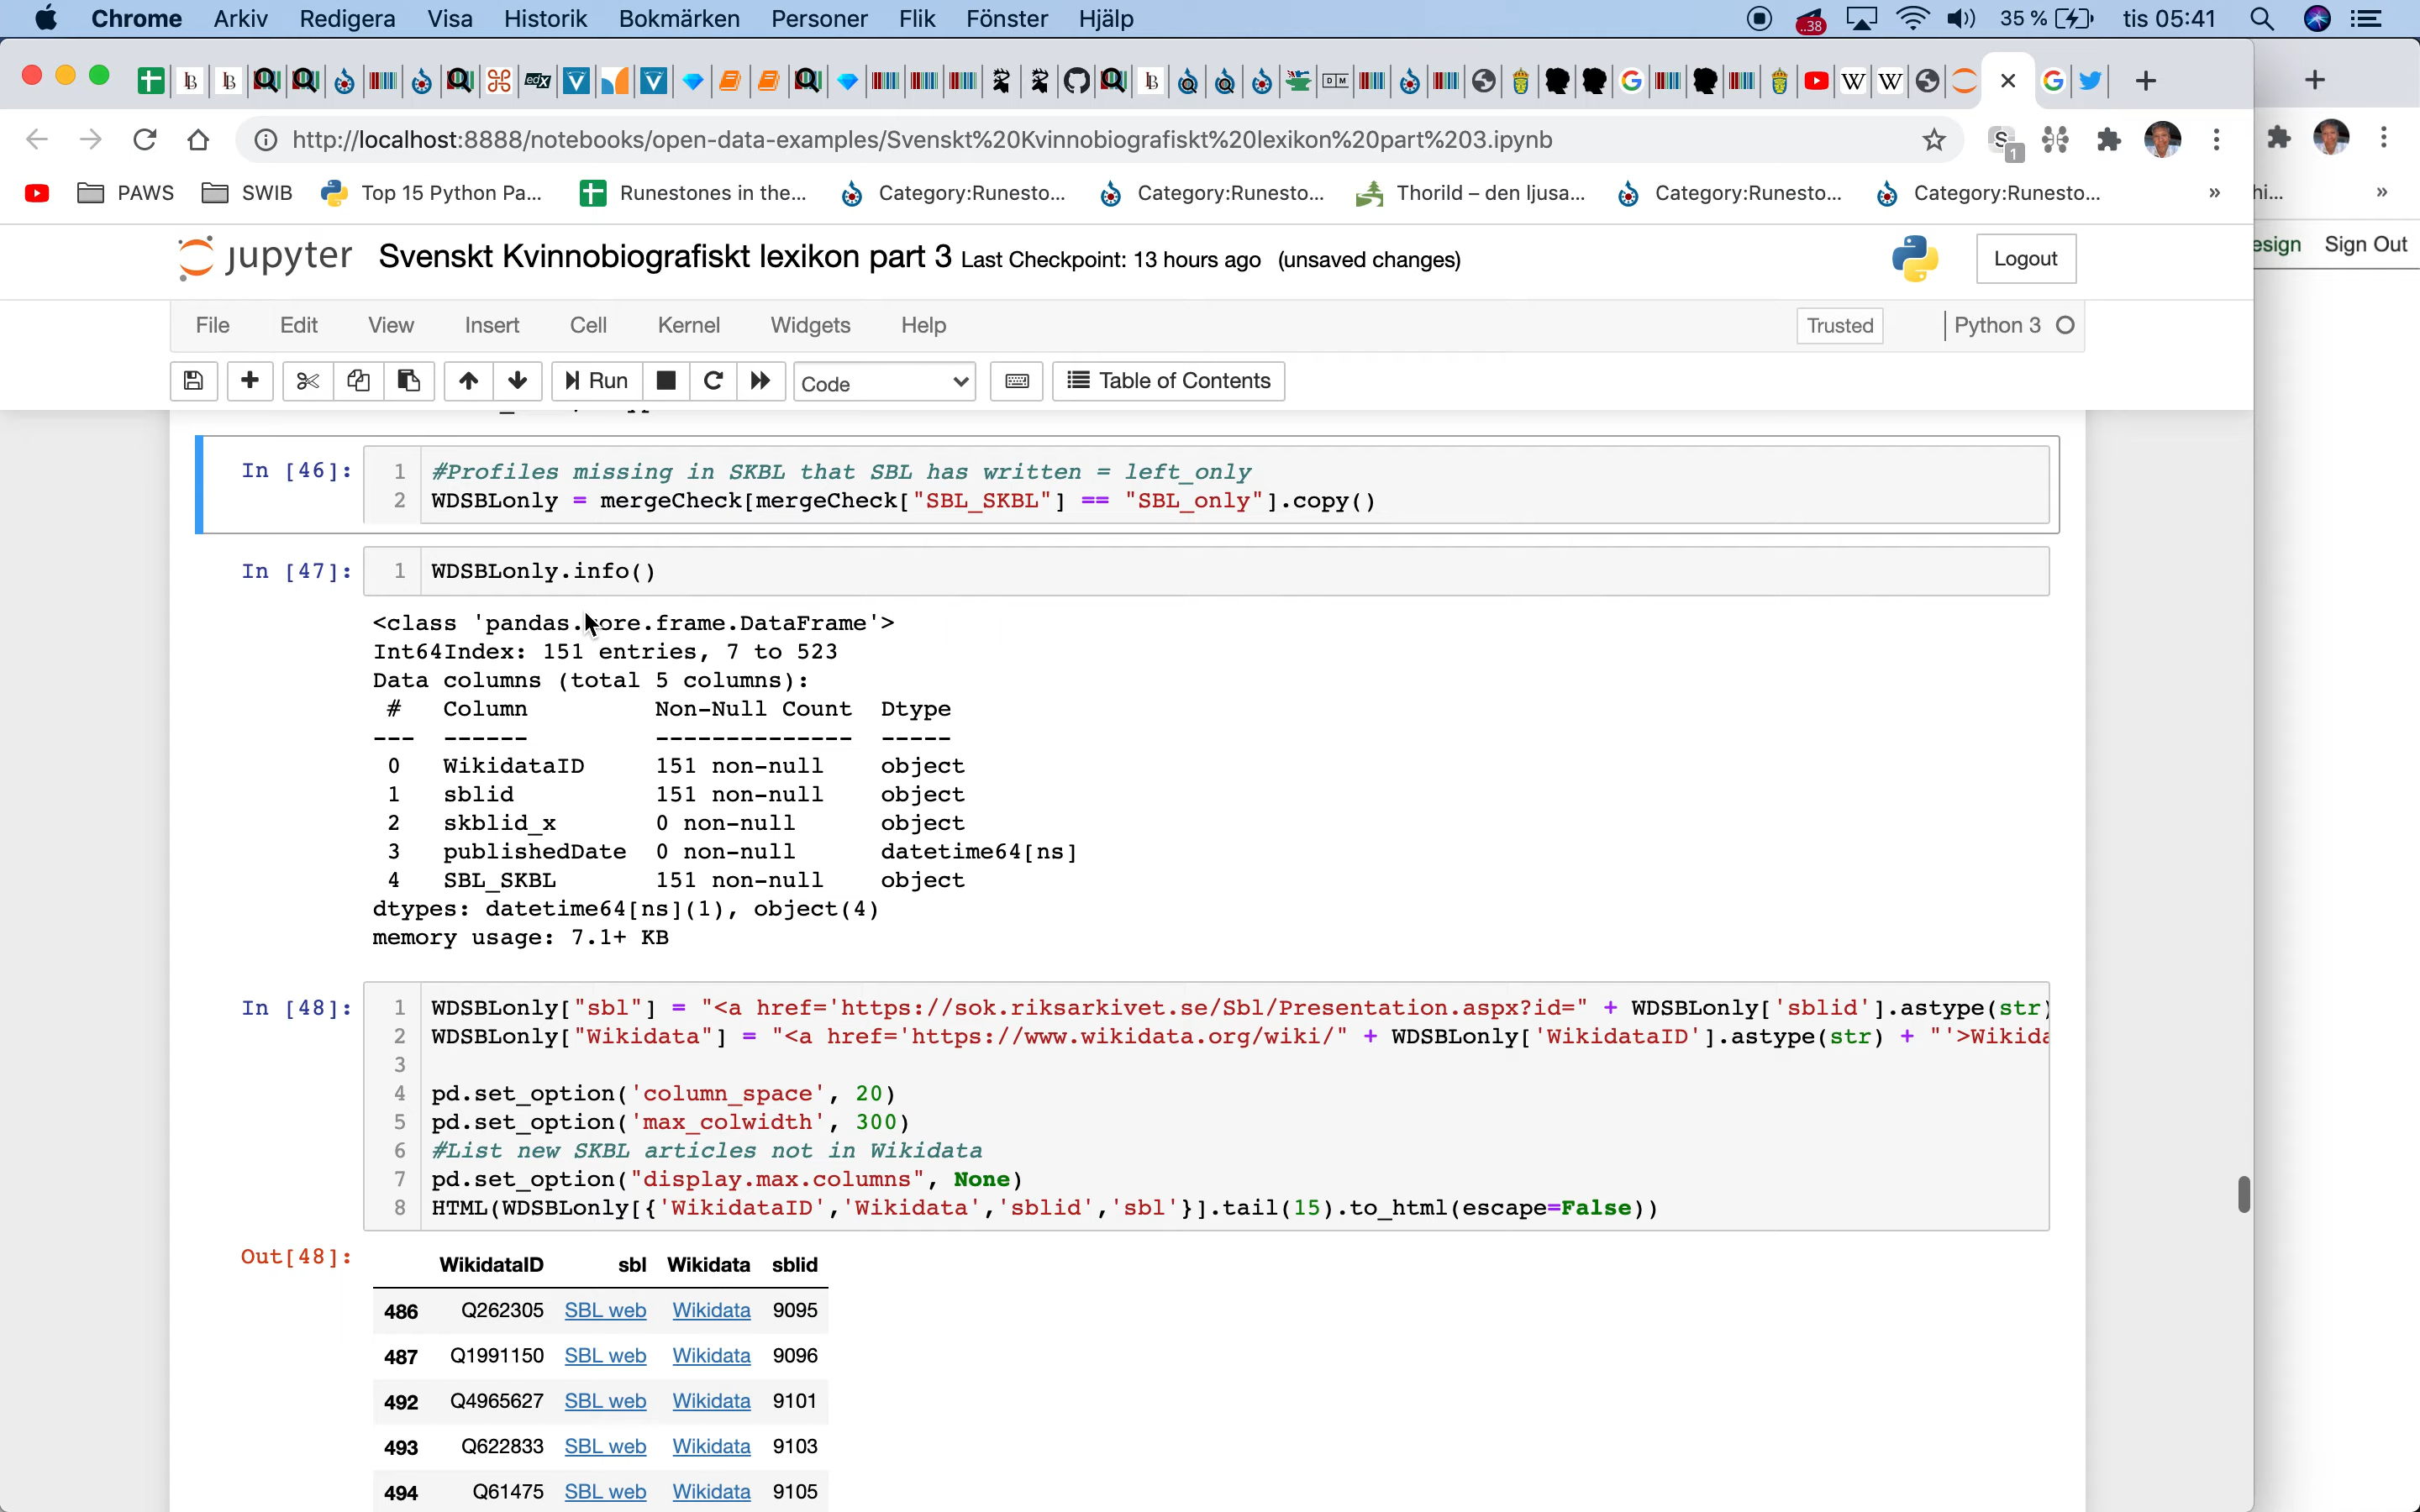 Chrome Arkiv Redigera Visa Historik Bokmärken Personer Flik Fönster Hjälp 38 35 % tis 05:41
http://localhost:8888/notebooks/open-data-examples/Svenskt%20Kvinnobiografiskt%20lexikon%20part%203.ipynb
PAWS SWIB Top 15 Python Pa... Runestones in the... Category:Runesto... Category:Runesto... Thorild – den ljusa... Category:Runesto... Category:Runesto... » hi... »
jupyter Svenskt Kvinnobiografiskt lexikon part 3 Last Checkpoint: 13 hours ago (unsaved changes) Logout esign Sign Out
File Edit View Insert Cell Kernel Widgets Help Trusted Python 3
Run Code Table of Contents
In [46]: 1 #Profiles missing in SKBL that SBL has written = left_only
2 WDSBLonly = mergeCheck[mergeCheck["SBL_SKBL"] == "SBL_only"].copy()
In [47]: 1 WDSBLonly.info()
<class 'pandas.core.frame.DataFrame'>
Int64Index: 151 entries, 7 to 523
Data columns (total 5 columns):
# Column Non-Null Count Dtype
--- ------ -------------- -----
0 WikidataID 151 non-null object
1 sblid 151 non-null object
2 skblid_x 0 non-null object
3 publishedDate 0 non-null datetime64[ns]
4 SBL_SKBL 151 non-null object
dtypes: datetime64[ns](1), object(4)
memory usage: 7.1+ KB
In [48]: 1 WDSBLonly["sbl"] = "<a href='https://sok.riksarkivet.se/Sbl/Presentation.aspx?id=" + WDSBLonly['sblid'].astype(str)
2 WDSBLonly["Wikidata"] = "<a href='https://www.wikidata.org/wiki/" + WDSBLonly['WikidataID'].astype(str) + "'>Wikida
3
4 pd.set_option('column_space', 20)
5 pd.set_option('max_colwidth', 300)
6 #List new SKBL articles not in Wikidata
7 pd.set_option("display.max.columns", None)
8 HTML(WDSBLonly[{'WikidataID','Wikidata','sblid','sbl'}].tail(15).to_html(escape=False))
Out[48]: WikidataID sbl Wikidata sblid
486 Q262305 SBL web Wikidata 9095
487 Q1991150 SBL web Wikidata 9096
492 Q4965627 SBL web Wikidata 9101
493 Q622833 SBL web Wikidata 9103
494 Q61475 SBL web Wikidata 9105